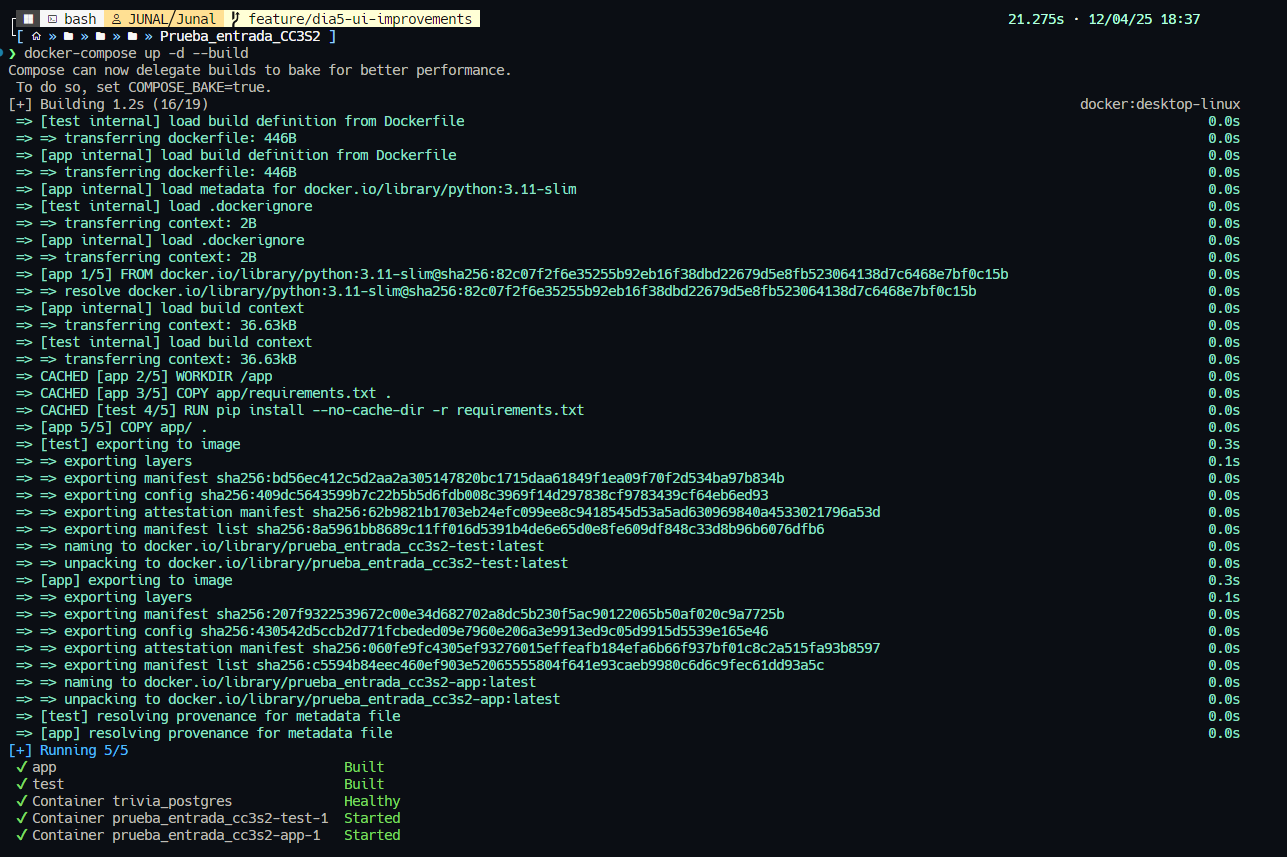 bash JUNAL/Junal feature/dia5-ui-improvements 21.275s · 12/04/25 18:37
[ » » » » Prueba_entrada_CC3S2 ]
❯ docker-compose up -d --build
Compose can now delegate builds to bake for better performance.
To do so, set COMPOSE_BAKE=true.
[+] Building 1.2s (16/19) docker:desktop-linux
=> [test internal] load build definition from Dockerfile 0.0s
=> => transferring dockerfile: 446B 0.0s
=> [app internal] load build definition from Dockerfile 0.0s
=> => transferring dockerfile: 446B 0.0s
=> [app internal] load metadata for docker.io/library/python:3.11-slim 0.0s
=> [test internal] load .dockerignore 0.0s
=> => transferring context: 2B 0.0s
=> [app internal] load .dockerignore 0.0s
=> => transferring context: 2B 0.0s
=> [app 1/5] FROM docker.io/library/python:3.11-slim@sha256:82c07f2f6e35255b92eb16f38dbd22679d5e8fb523064138d7c6468e7bf0c15b 0.0s
=> => resolve docker.io/library/python:3.11-slim@sha256:82c07f2f6e35255b92eb16f38dbd22679d5e8fb523064138d7c6468e7bf0c15b 0.0s
=> [app internal] load build context 0.0s
=> => transferring context: 36.63kB 0.0s
=> [test internal] load build context 0.0s
=> => transferring context: 36.63kB 0.0s
=> CACHED [app 2/5] WORKDIR /app 0.0s
=> CACHED [app 3/5] COPY app/requirements.txt . 0.0s
=> CACHED [test 4/5] RUN pip install --no-cache-dir -r requirements.txt 0.0s
=> [app 5/5] COPY app/ . 0.0s
=> [test] exporting to image 0.3s
=> => exporting layers 0.1s
=> => exporting manifest sha256:bd56ec412c5d2aa2a305147820bc1715daa61849f1ea09f70f2d534ba97b834b 0.0s
=> => exporting config sha256:409dc5643599b7c22b5b5d6fdb008c3969f14d297838cf9783439cf64eb6ed93 0.0s
=> => exporting attestation manifest sha256:62b9821b1703eb24efc099ee8c9418545d53a5ad630969840a4533021796a53d 0.0s
=> => exporting manifest list sha256:8a5961bb8689c11ff016d5391b4de6e65d0e8fe609df848c33d8b96b6076dfb6 0.0s
=> => naming to docker.io/library/prueba_entrada_cc3s2-test:latest 0.0s
=> => unpacking to docker.io/library/prueba_entrada_cc3s2-test:latest 0.0s
=> [app] exporting to image 0.3s
=> => exporting layers 0.1s
=> => exporting manifest sha256:207f9322539672c00e34d682702a8dc5b230f5ac90122065b50af020c9a7725b 0.0s
=> => exporting config sha256:430542d5ccb2d771fcbeded09e7960e206a3e9913ed9c05d9915d5539e165e46 0.0s
=> => exporting attestation manifest sha256:060fe9fc4305ef93276015effeafb184efa6b66f937bf01c8c2a515fa93b8597 0.0s
=> => exporting manifest list sha256:c5594b84eec460ef903e52065555804f641e93caeb9980c6d6c9fec61dd93a5c 0.0s
=> => naming to docker.io/library/prueba_entrada_cc3s2-app:latest 0.0s
=> => unpacking to docker.io/library/prueba_entrada_cc3s2-app:latest 0.0s
=> [test] resolving provenance for metadata file 0.0s
=> [app] resolving provenance for metadata file 0.0s
[+] Running 5/5
✓ app Built
✓ test Built
✓ Container trivia_postgres Healthy
✓ Container prueba_entrada_cc3s2-test-1 Started
✓ Container prueba_entrada_cc3s2-app-1 Started